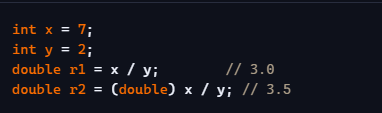 int x = 7;
int y = 2;
double r1 = x / y;        // 3.0
double r2 = (double) x / y; // 3.5